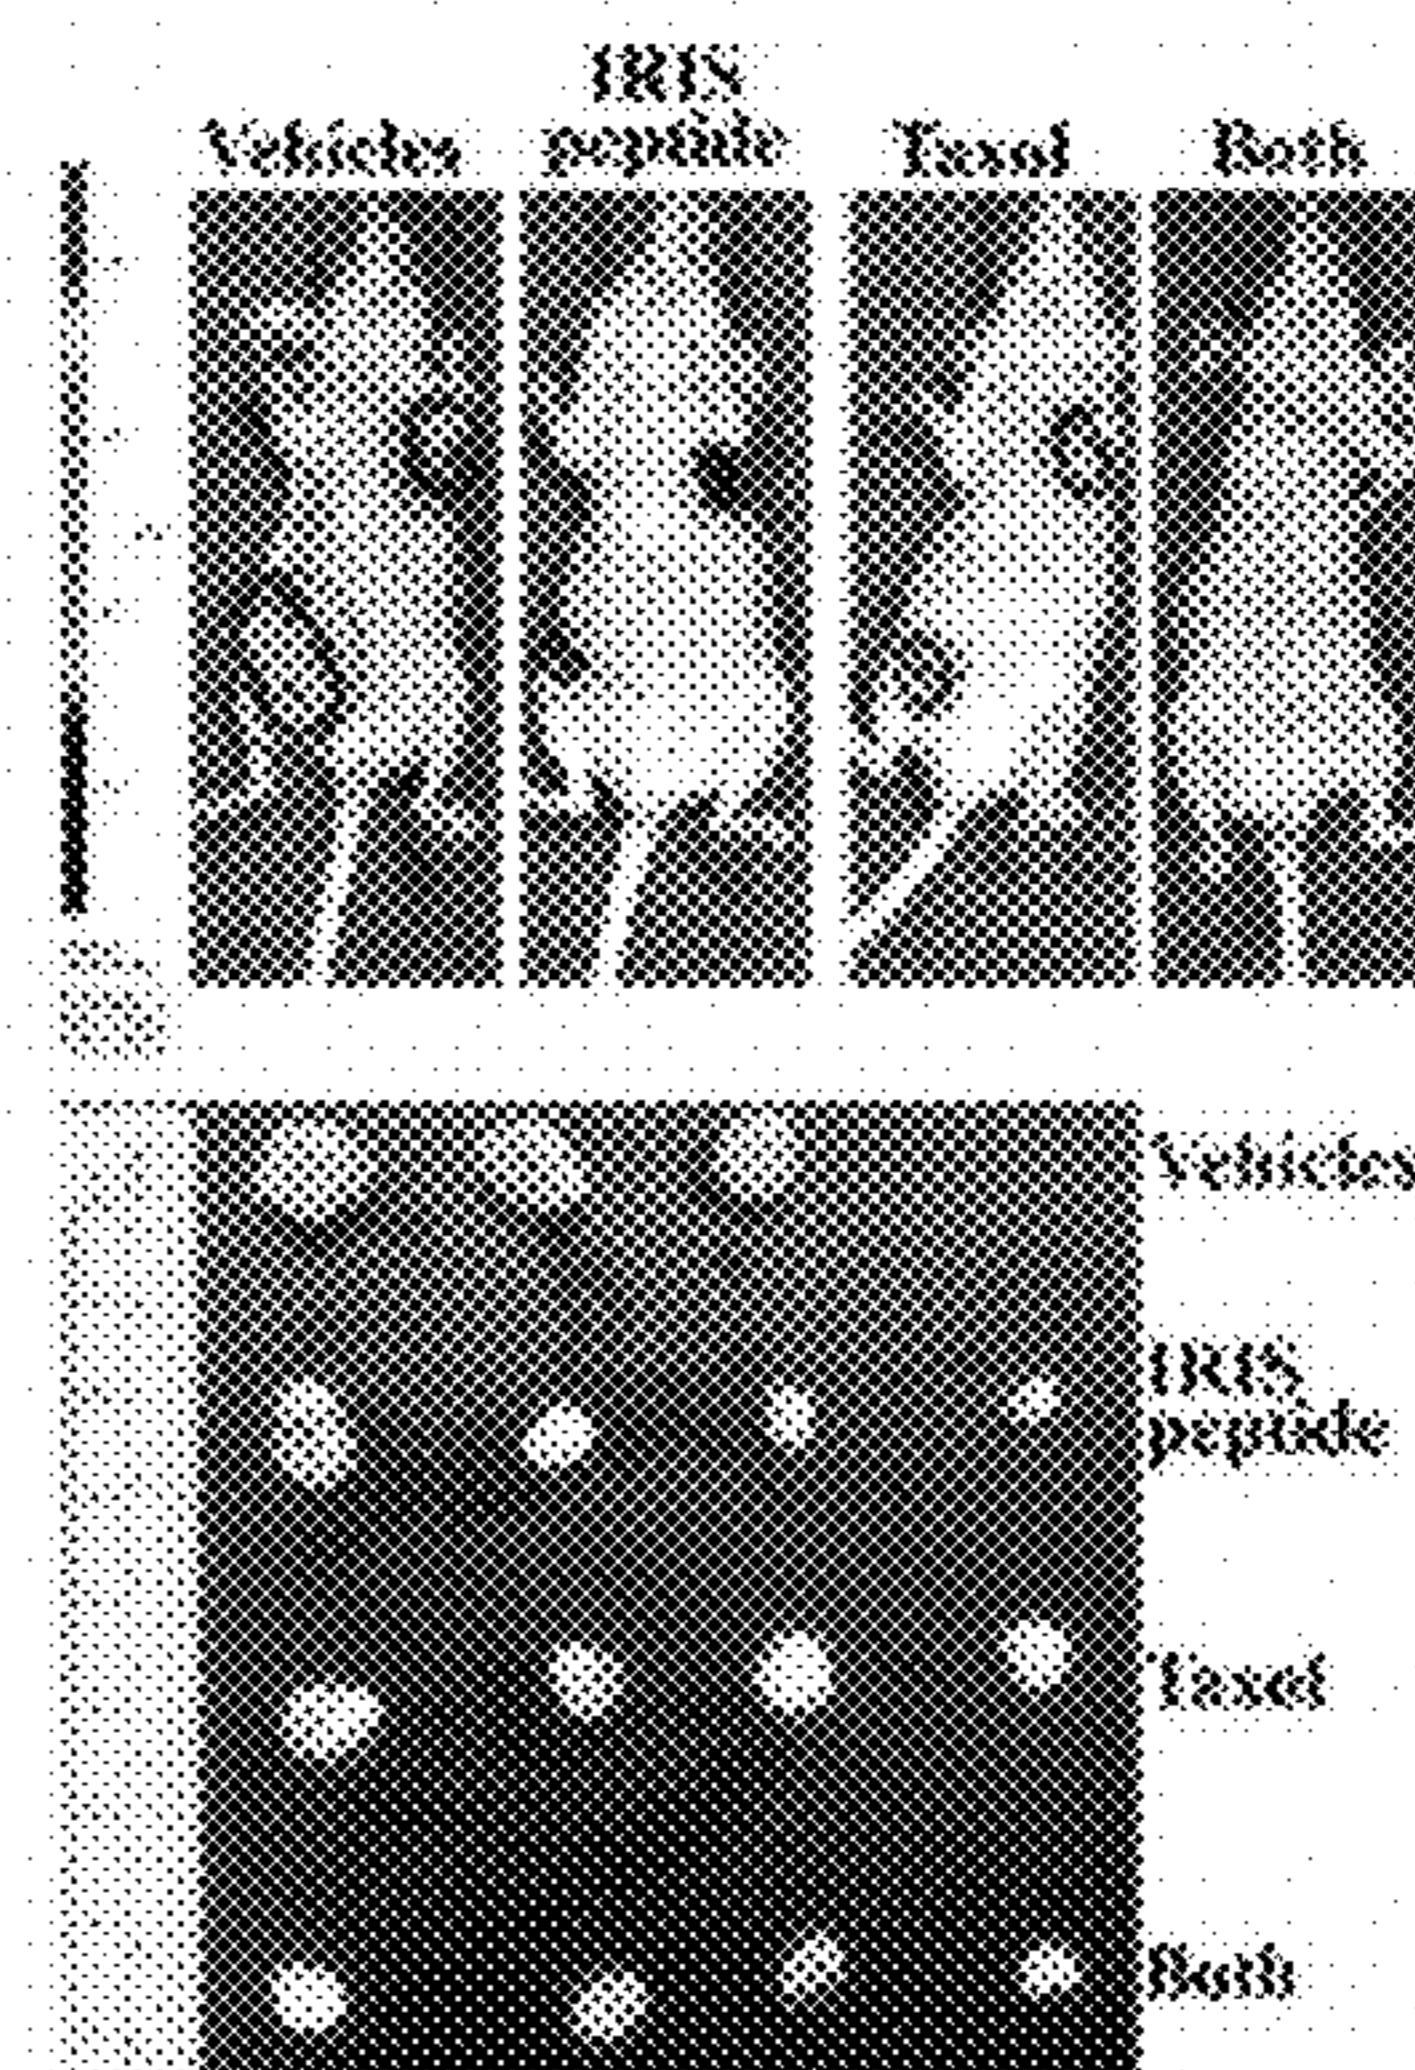 IRIS
Vehicles peptide Taxol Both
Vehicles
IRIS
peptide
Taxol
Both